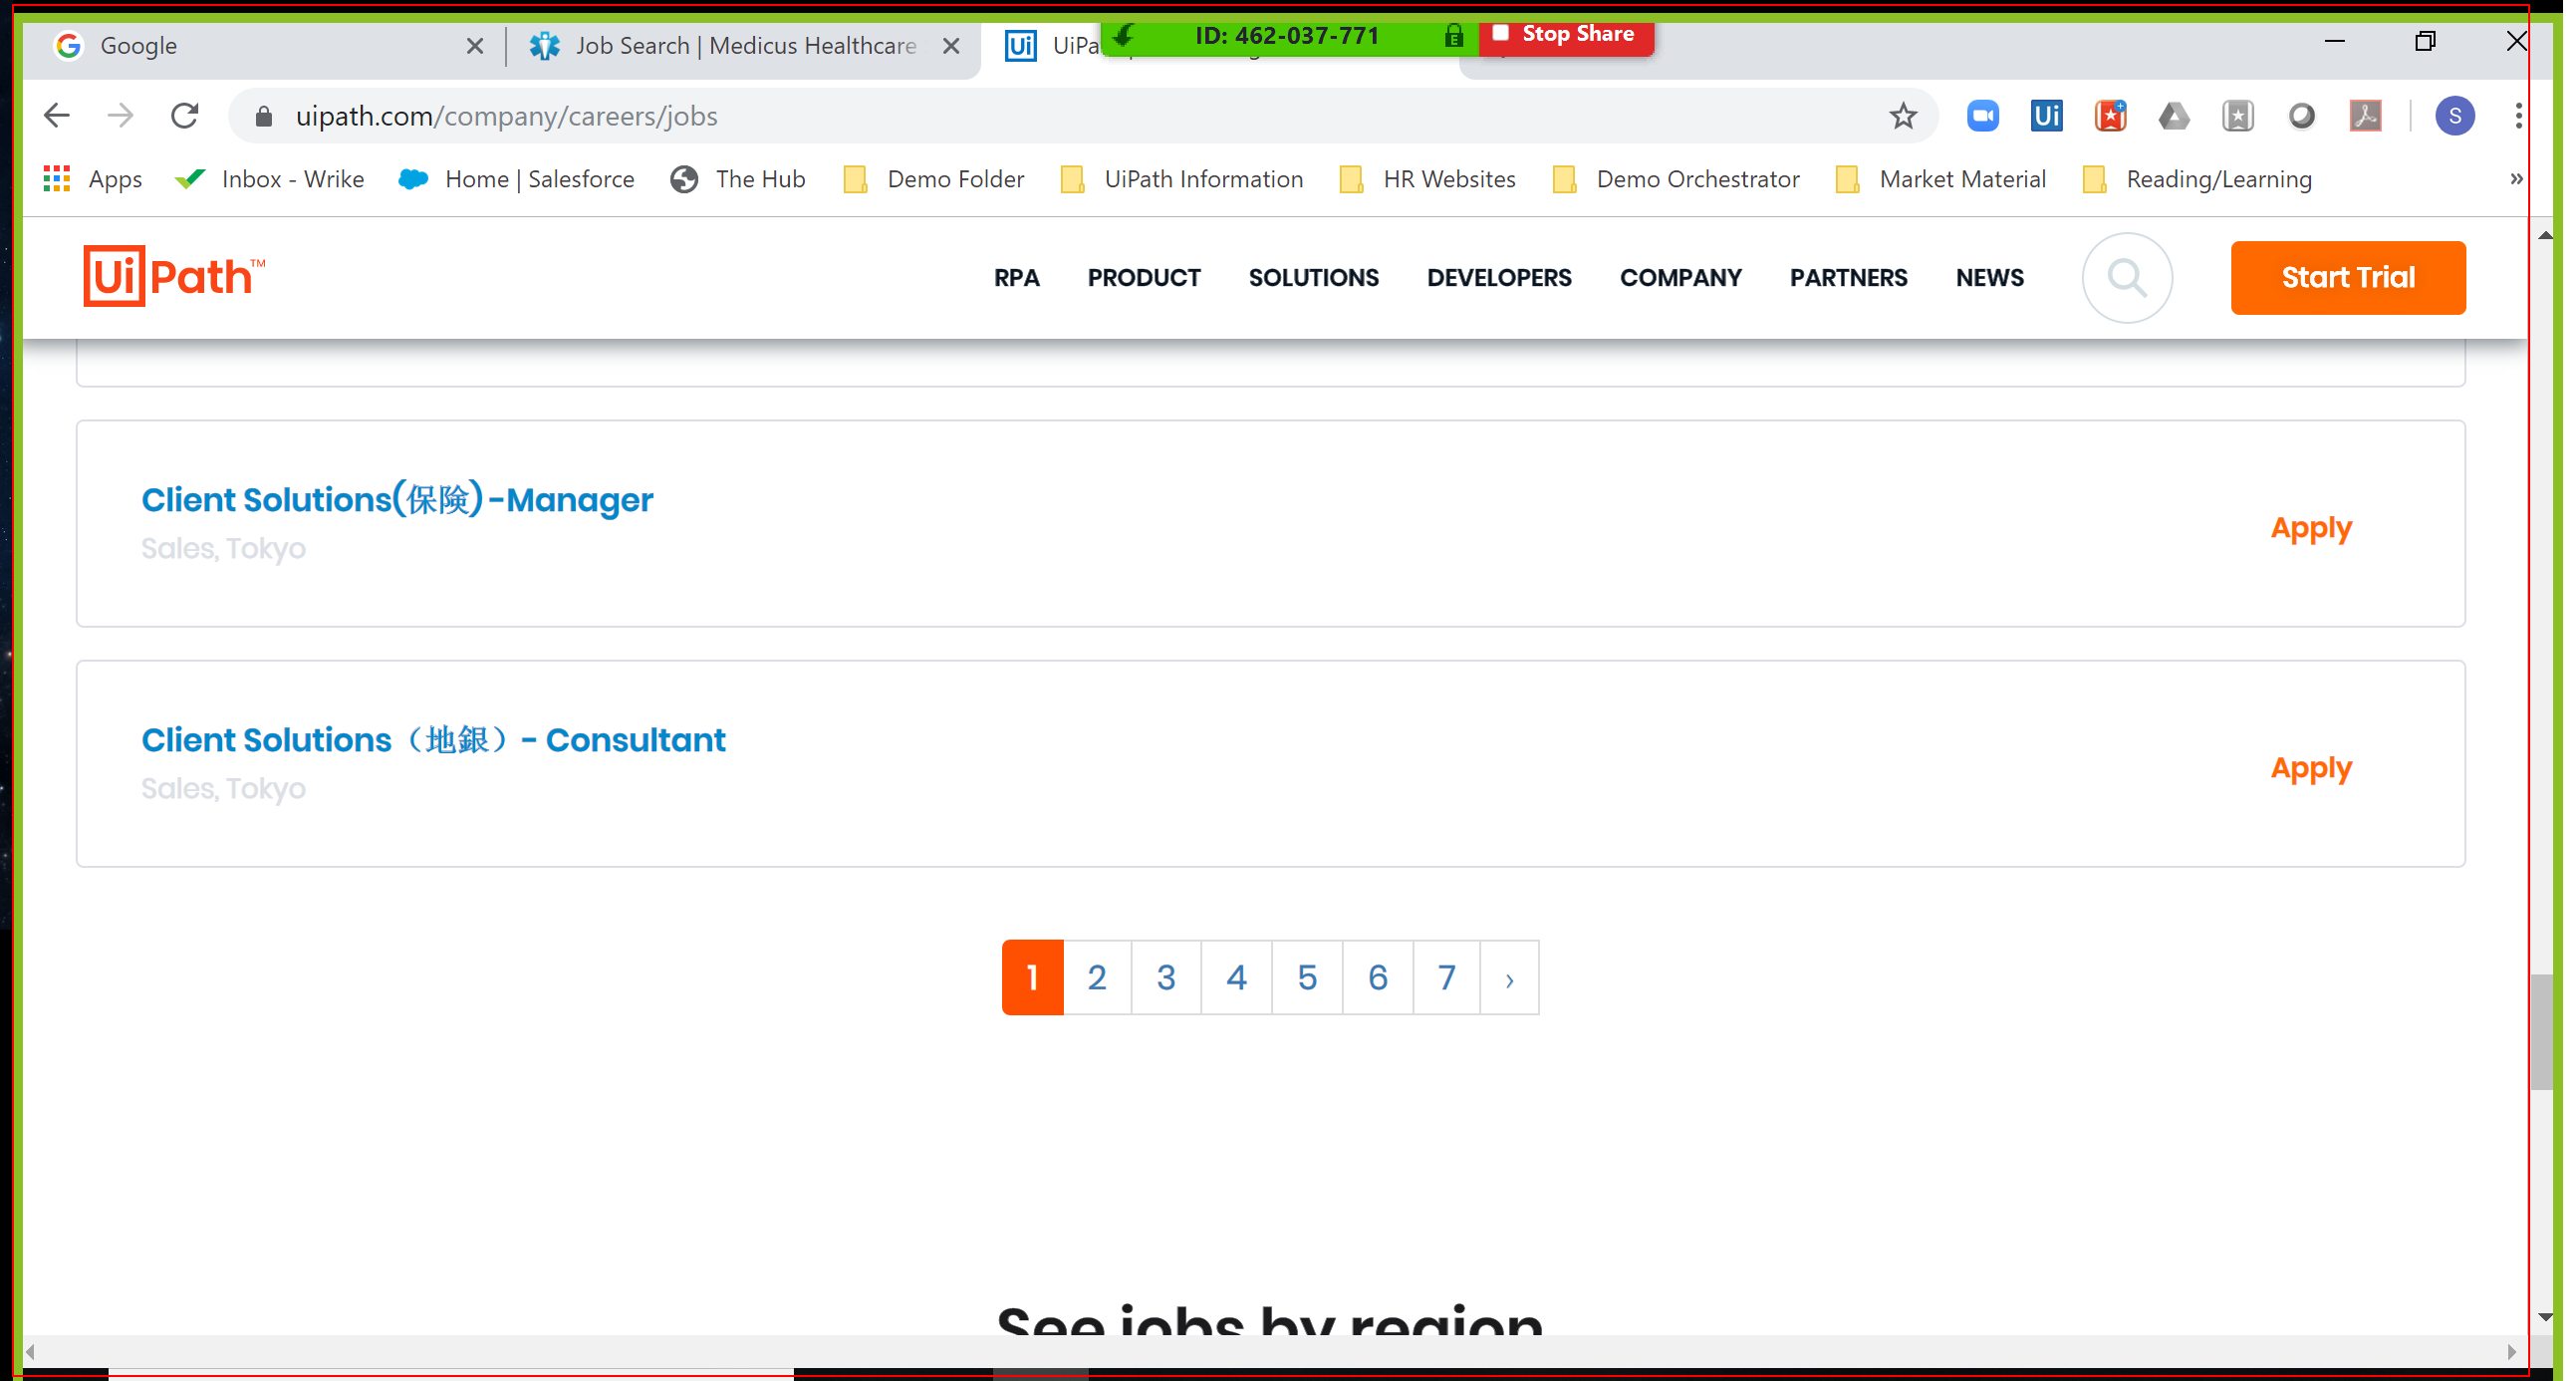 Google
Job Search | Medicus Healthcare
UiPa
ID: 462-037-771
Stop Share
uipath.com/company/careers/jobs
Ui
S
Apps
Inbox - Wrike
Home | Salesforce
The Hub
Demo Folder
UiPath Information
HR Websites
Demo Orchestrator
Market Material
Reading/Learning
»
UiPath™
RPA
PRODUCT
SOLUTIONS
DEVELOPERS
COMPANY
PARTNERS
NEWS
Start Trial
Client Solutions(保険)-Manager
Sales, Tokyo
Apply
Client Solutions（地銀）- Consultant
Sales, Tokyo
Apply
1 2 3 4 5 6 7 ›
See jobs by region